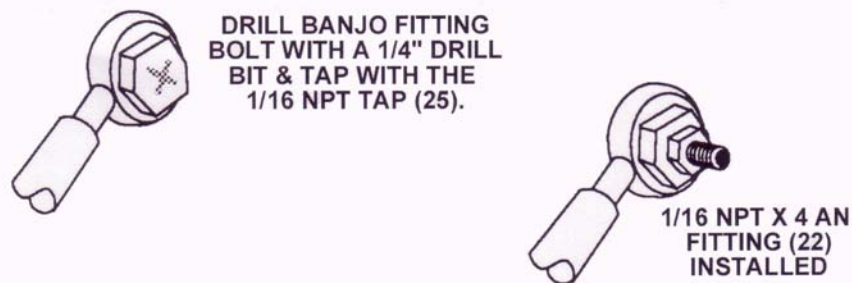 DRILL BANJO FITTING
BOLT WITH A 1/4" DRILL
BIT & TAP WITH THE
1/16 NPT TAP (25).
1/16 NPT X 4 AN
FITTING (22)
INSTALLED